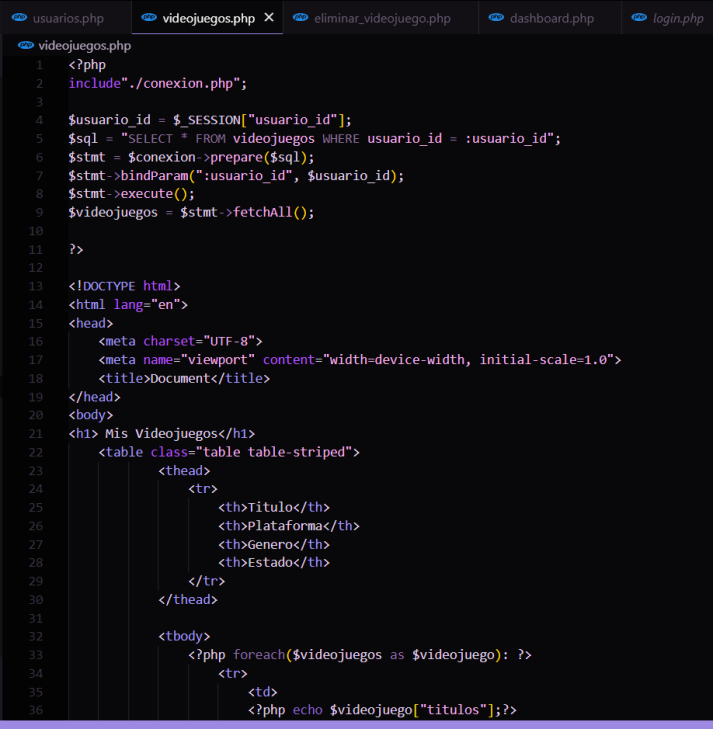 usuarios.php videojuegos.php eliminar_videojuego.php dashboard.php login.php
videojuegos.php
1 <?php
2 include"./conexion.php";
3
4 $usuario_id = $_SESSION["usuario_id"];
5 $sql = "SELECT * FROM videojuegos WHERE usuario_id = :usuario_id";
6 $stmt = $conexion->prepare($sql);
7 $stmt->bindParam(":usuario_id", $usuario_id);
8 $stmt->execute();
9 $videojuegos = $stmt->fetchAll();
10
11 ?>
12
13 <!DOCTYPE html>
14 <html lang="en">
15 <head>
16 <meta charset="UTF-8">
17 <meta name="viewport" content="width=device-width, initial-scale=1.0">
18 <title>Document</title>
19 </head>
20 <body>
21 <h1> Mis Videojuegos</h1>
22 <table class="table table-striped">
23 <thead>
24 <tr>
25 <th>Titulo</th>
26 <th>Plataforma</th>
27 <th>Genero</th>
28 <th>Estado</th>
29 </tr>
30 </thead>
31
32 <tbody>
33 <?php foreach($videojuegos as $videojuego): ?>
34 <tr>
35 <td>
36 <?php echo $videojuego["titulos"];?>